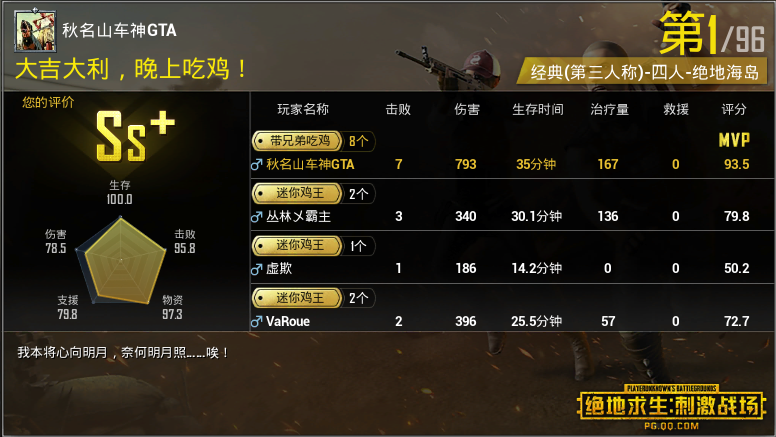 秋名山车神GTA
大吉大利，晚上吃鸡！
第1/96
经典(第三人称)-四人-绝地海岛
您的评价
Ss+
生存
100.0
伤害
78.5
击败
95.8
支援
79.8
物资
97.3
玩家名称 击败 伤害 生存时间 治疗量 救援 评分
带兄弟吃鸡 8个 MVP
秋名山车神GTA 7 793 35分钟 167 0 93.5
迷你鸡王 2个
丛林乄霸主 3 340 30.1分钟 136 0 79.8
迷你鸡王 1个
虚欺 1 186 14.2分钟 0 0 50.2
迷你鸡王 2个
VaRoue 2 396 25.5分钟 57 0 72.7
我本将心向明月，奈何明月照……唉！
PLAYERUNKNOWN'S BATTLEGROUNDS
绝地求生:刺激战场
PG.QQ.COM